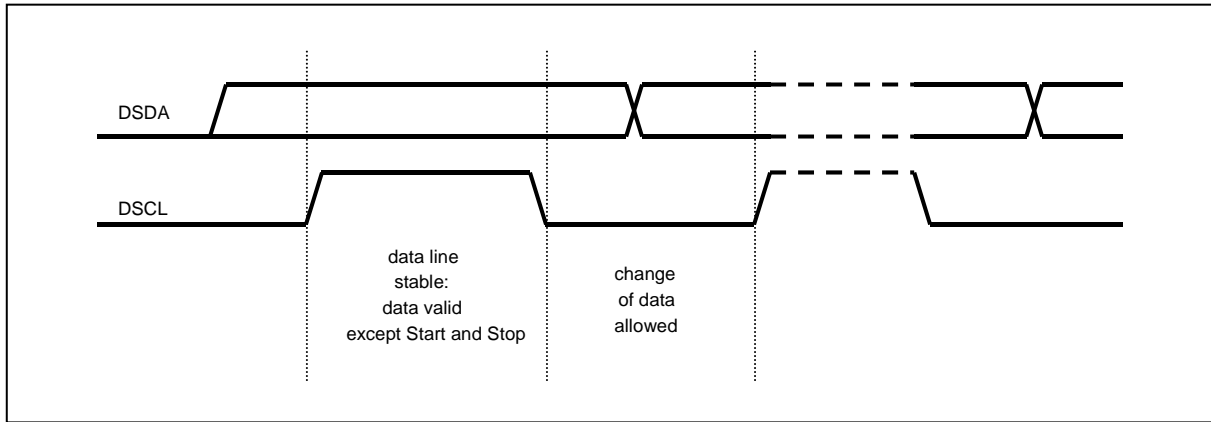 DSDA
DSCL
data line
stable:
data valid
except Start and Stop
change
of data
allowed